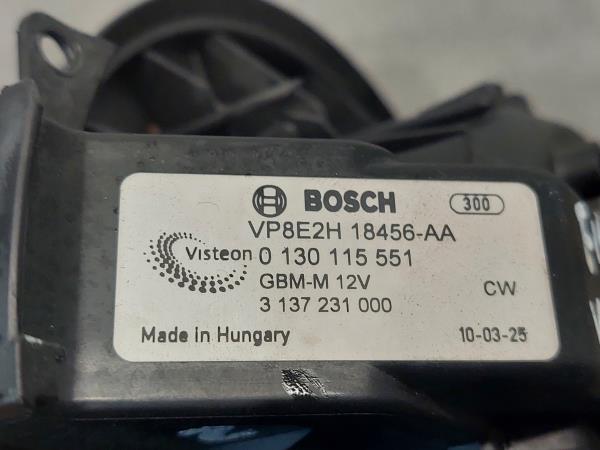 BOSCH 300
VP8E2H 18456-AA
Visteon 0 130 115 551
GBM-M 12V CW
3 137 231 000
Made in Hungary 10-03-25